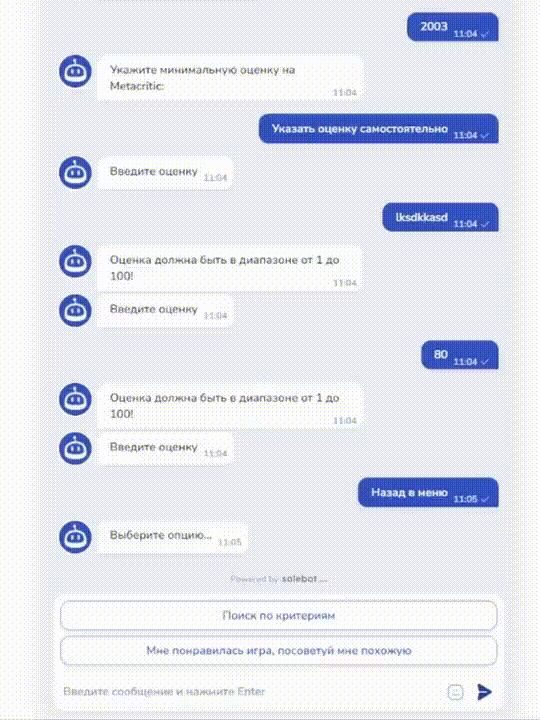 2003 11:04
Укажите минимальную оценку на
Metacritic: 11:04
Указать оценку самостоятельно 11:04
Введите оценку 11:04
lksdkkasd 11:04
Оценка должна быть в диапазоне от 1 до
100! 11:04
Введите оценку 11:04
80 11:04
Оценка должна быть в диапазоне от 1 до
100! 11:04
Введите оценку 11:04
Назад в меню 11:05
Выберите опцию... 11:05
Powered by salebot
Поиск по критериям
Мне понравилась игра, посоветуй мне похожую
Введите сообщение и нажмите Enter